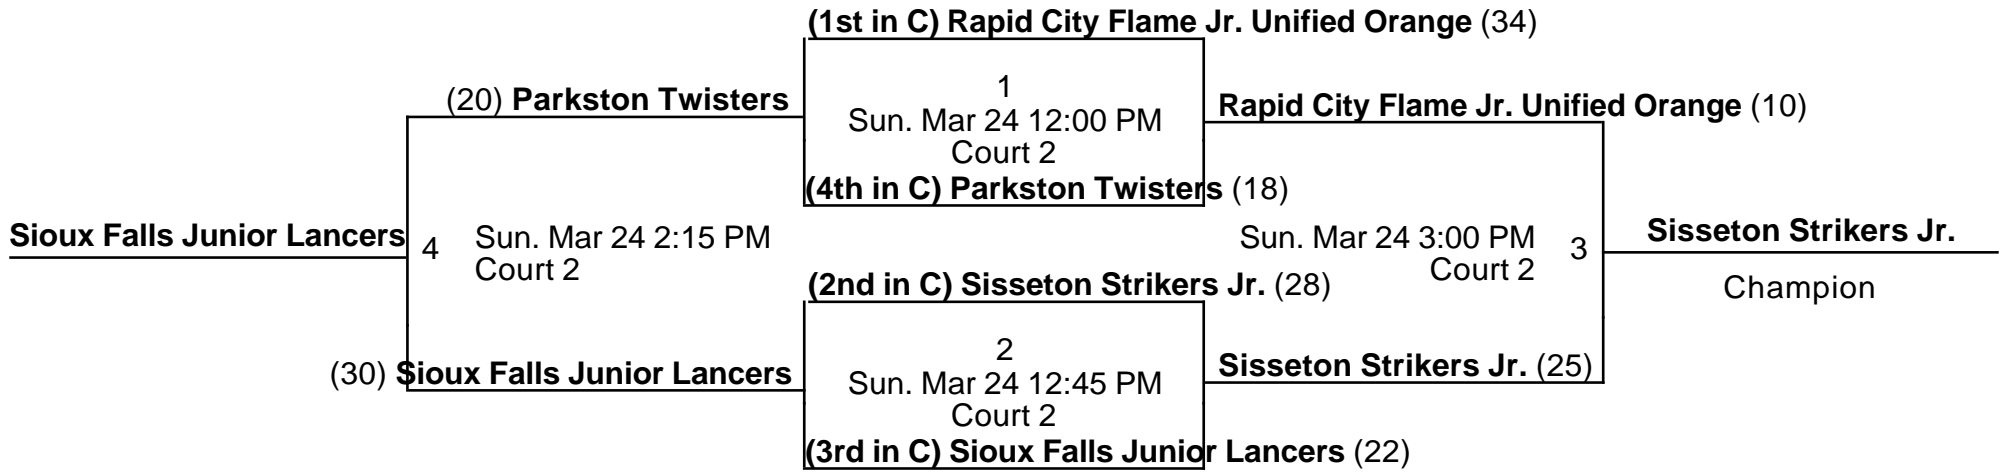 (1st in C) Rapid City Flame Jr. Unified Orange (34)
1
(20) Parkston Twisters
Sun. Mar 24 12:00 PM
Rapid City Flame Jr. Unified Orange (10)
Court 2
(4th in C) Parkston Twisters (18)
Sioux Falls Junior Lancers
4
Sun. Mar 24 2:15 PM
Court 2
Sun. Mar 24 3:00 PM
Court 2
3
Sisseton Strikers Jr.
Champion
(2nd in C) Sisseton Strikers Jr. (28)
2
(30) Sioux Falls Junior Lancers
Sun. Mar 24 12:45 PM
Sisseton Strikers Jr. (25)
Court 2
(3rd in C) Sioux Falls Junior Lancers (22)